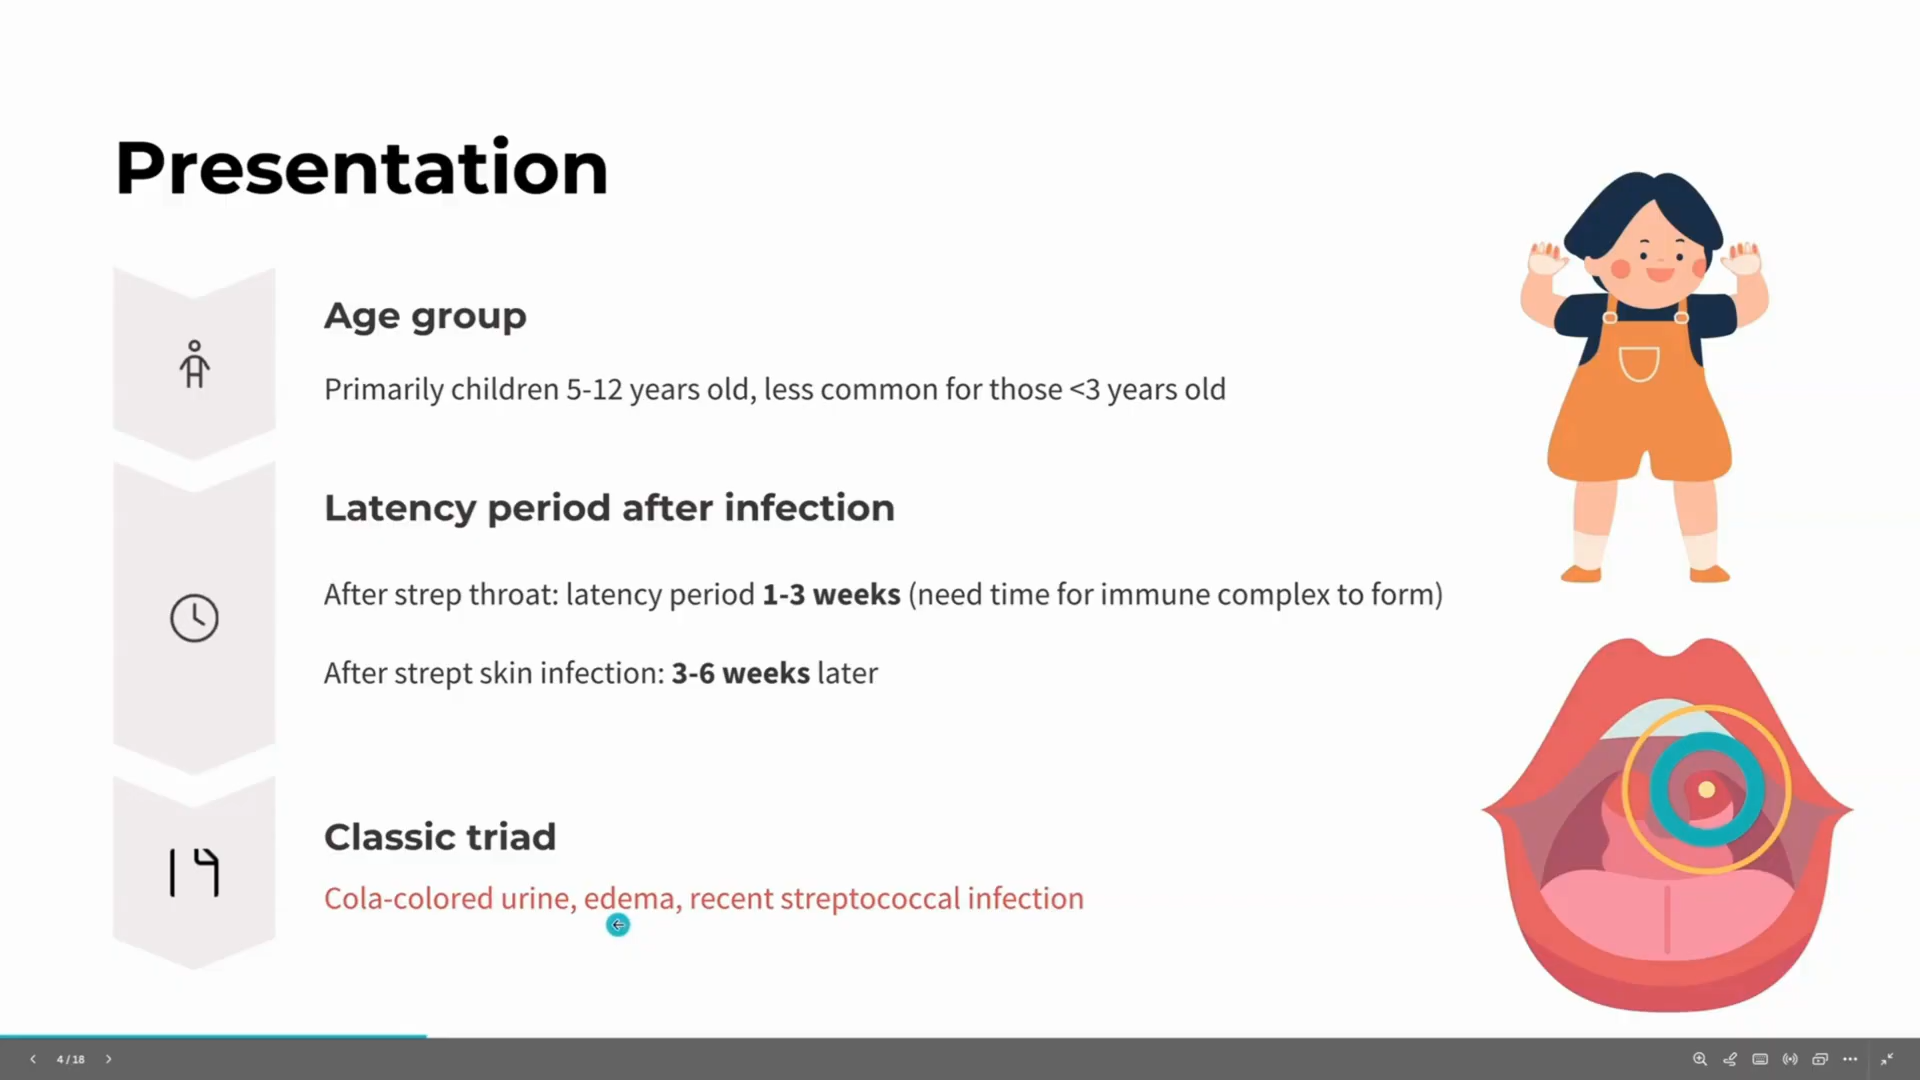 Presentation
Age group
Primarily children 5-12 years old, less common for those <3 years old
Latency period after infection
After strep throat: latency period 1-3 weeks (need time for immune complex to form)
After strept skin infection: 3-6 weeks later
Classic triad
Cola-colored urine, edema, recent streptococcal infection
4 / 18